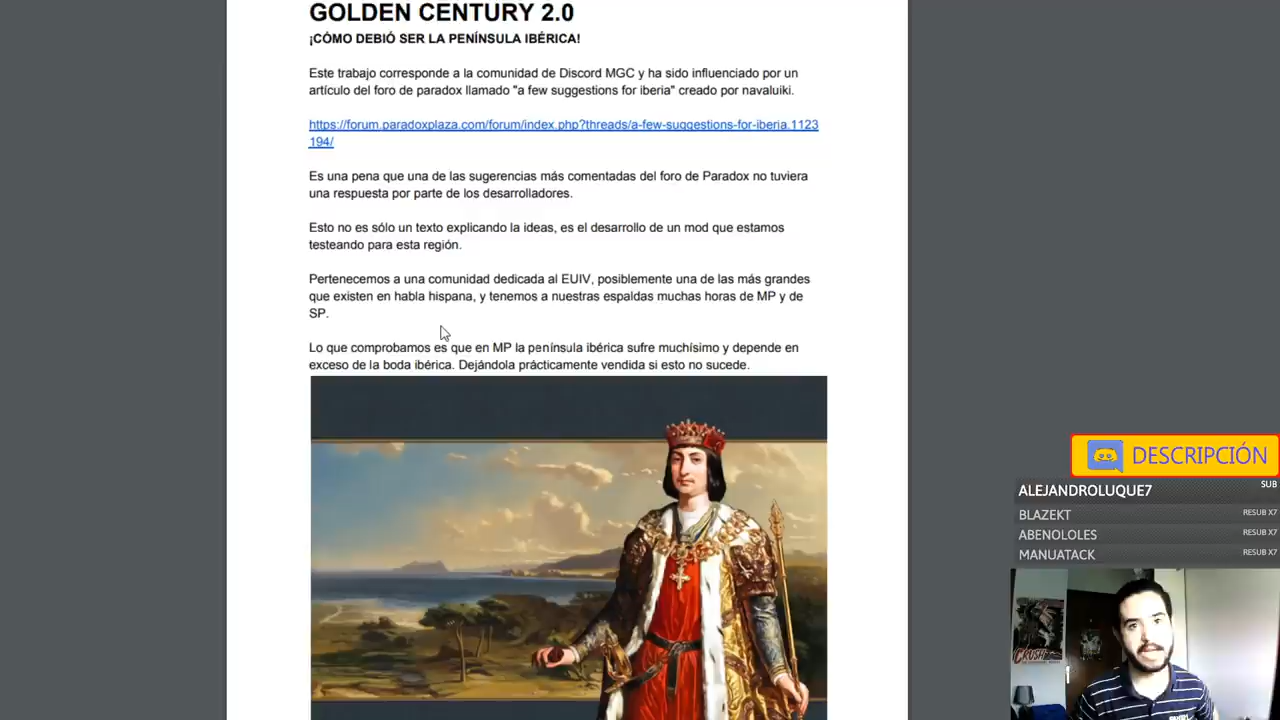 GOLDEN CENTURY 2.0
¡CÓMO DEBIÓ SER LA PENÍNSULA IBÉRICA!
Este trabajo corresponde a la comunidad de Discord MGC y ha sido influenciado por un
artículo del foro de paradox llamado "a few suggestions for iberia" creado por navaluiki.
https://forum.paradoxplaza.com/forum/index.php?threads/a-few-suggestions-for-iberia.1123
194/
Es una pena que una de las sugerencias más comentadas del foro de Paradox no tuviera
una respuesta por parte de los desarrolladores.
Esto no es sólo un texto explicando la ideas, es el desarrollo de un mod que estamos
testeando para esta región.
Pertenecemos a una comunidad dedicada al EUIV, posiblemente una de las más grandes
que existen en habla hispana, y tenemos a nuestras espaldas muchas horas de MP y de
SP.
Lo que comprobamos es que en MP la península ibérica sufre muchísimo y depende en
exceso de la boda ibérica. Dejándola prácticamente vendida si esto no sucede.
DESCRIPCIÓN
ALEJANDROLUQUE7 SUB
BLAZEKT RESUB X7
ABENOLOLES RESUB X7
MANUATACK RESUB X7